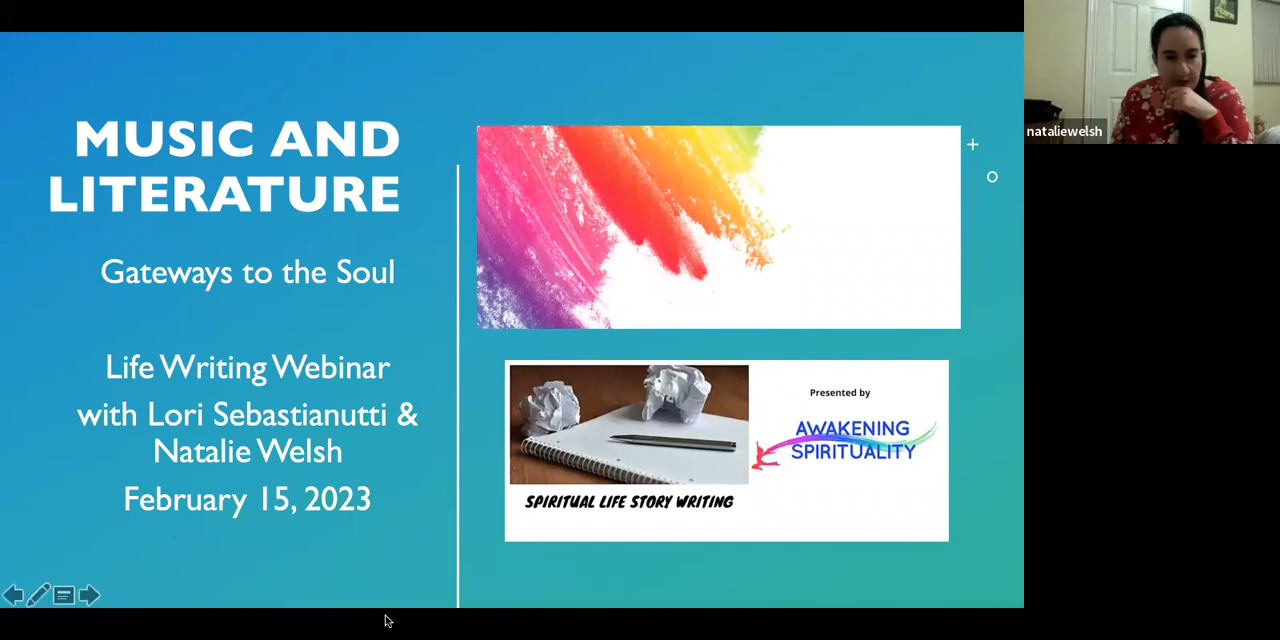 MUSIC AND
LITERATURE
Gateways to the Soul
Life Writing Webinar
with Lori Sebastianutti &
Natalie Welsh
February 15, 2023
Presented by
AWAKENING
SPIRITUALITY
SPIRITUAL LIFE STORY WRITING
nataliewelsh